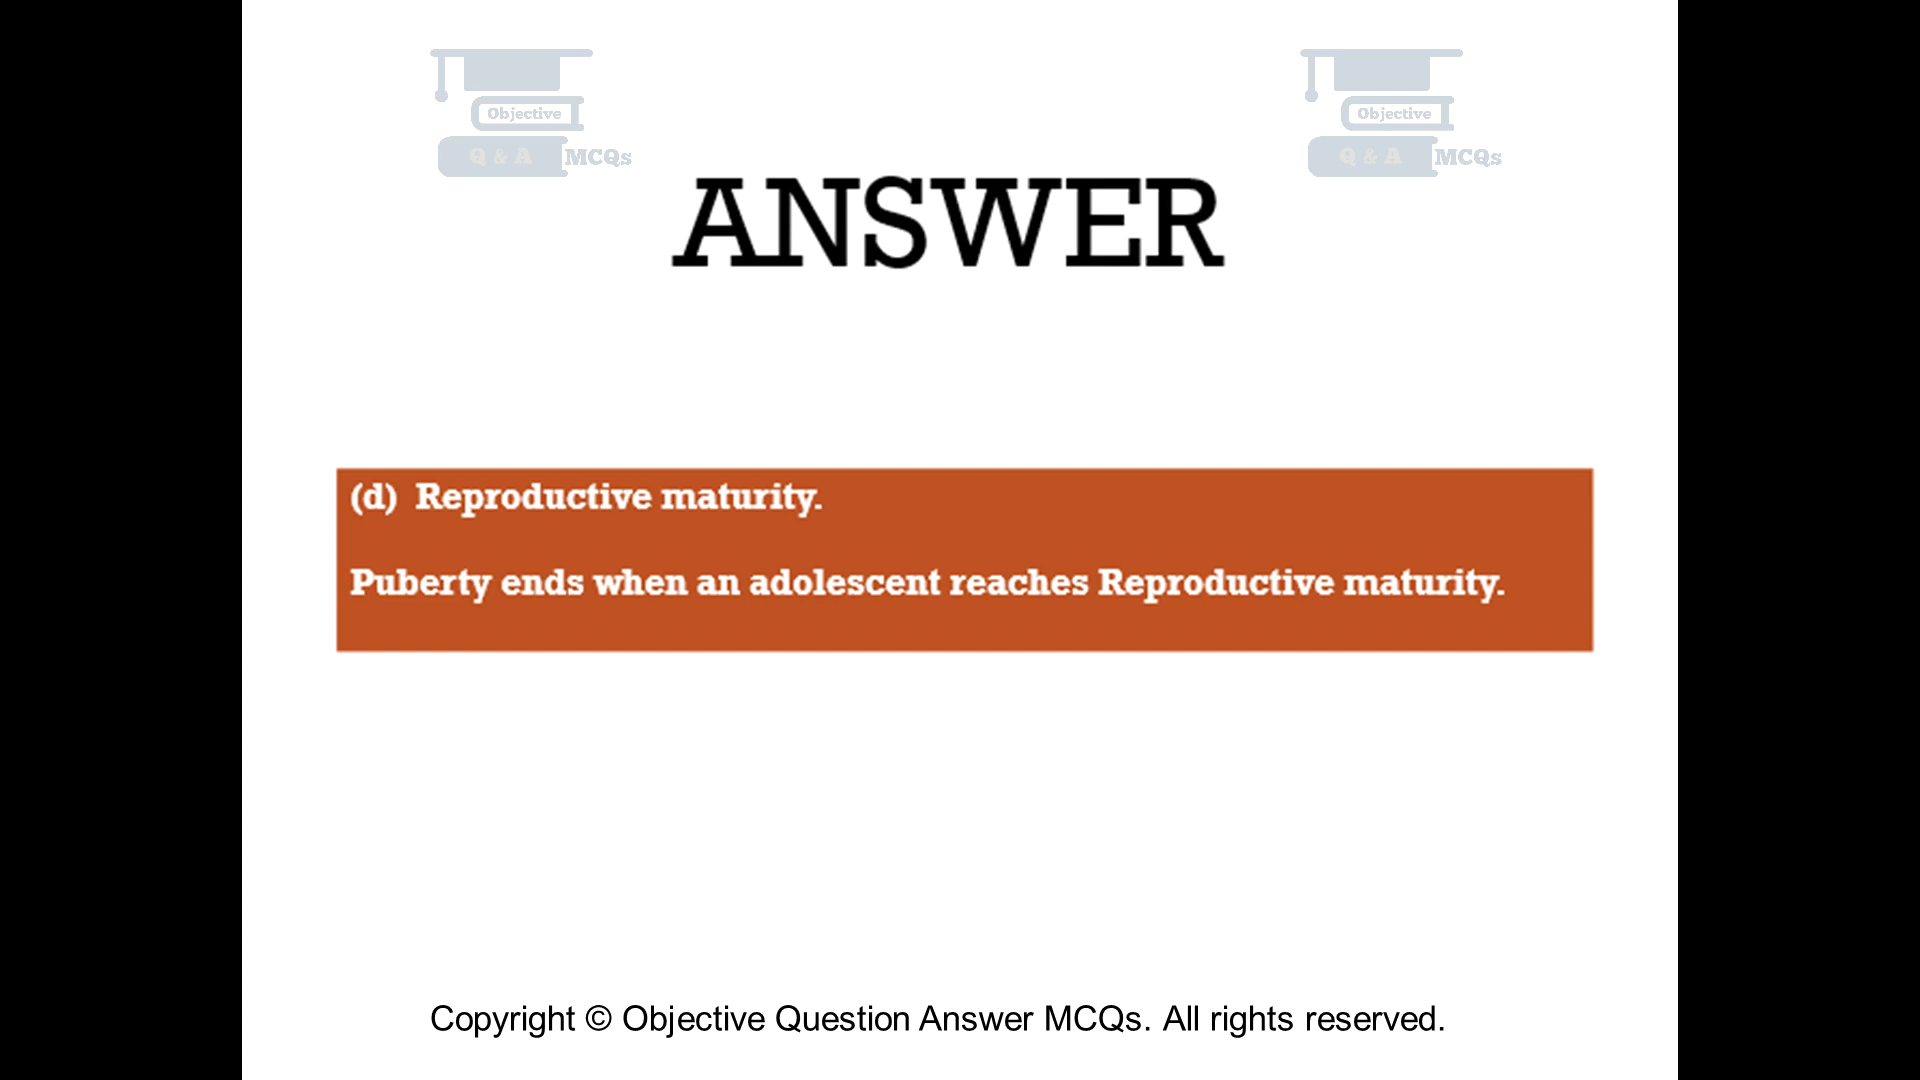 Objective
Q & A MCQs
Objective
Q & A MCQs
ANSWER
(d) Reproductive maturity.
Puberty ends when an adolescent reaches Reproductive maturity.
Copyright © Objective Question Answer MCQs. All rights reserved.